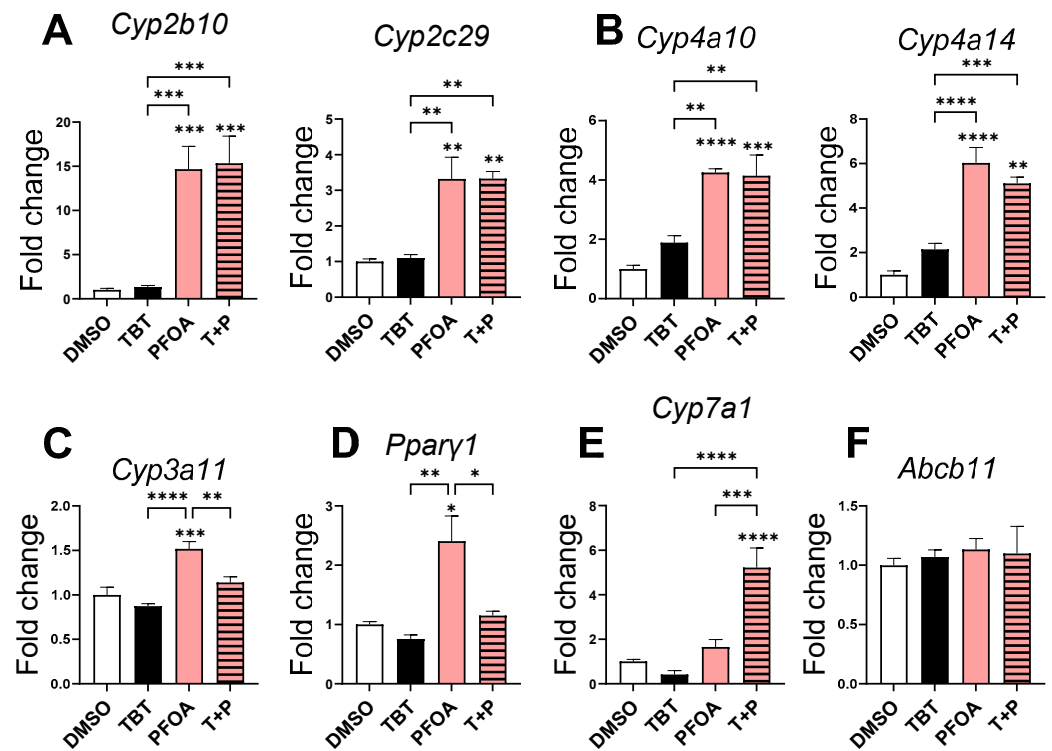 A
Cyp2b10
***
***
***
***
Fold change
20
15
10
5
0
DMSO
TBT
PFOA
T+P
Cyp2c29
**
**
**
**
Fold change
5
4
3
2
1
0
DMSO
TBT
PFOA
T+P
B
Cyp4a10
**
**
****
***
Fold change
6
4
2
0
DMSO
TBT
PFOA
T+P
Cyp4a14
***
****
****
**
Fold change
8
6
4
2
0
DMSO
TBT
PFOA
T+P
C
Cyp3a11
****
**
***
Fold change
2.0
1.5
1.0
0.5
0.0
DMSO
TBT
PFOA
T+P
D
Pparγ1
**
*
*
Fold change
3
2
1
0
DMSO
TBT
PFOA
T+P
E
Cyp7a1
****
***
****
Fold change
8
6
4
2
0
DMSO
TBT
PFOA
T+P
F
Abcb11
Fold change
1.5
1.0
0.5
0.0
DMSO
TBT
PFOA
T+P